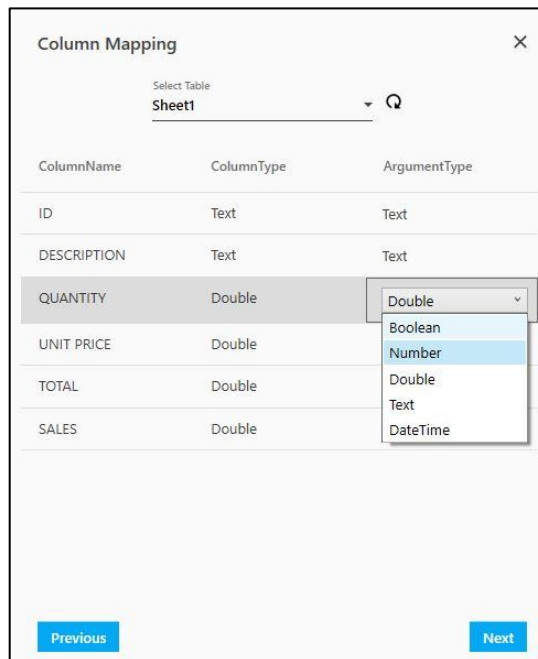 Column Mapping
Select Table
Sheet1
ColumnName ColumnType ArgumentType
ID Text Text
DESCRIPTION Text Text
QUANTITY Double Double
Boolean
UNIT PRICE Double
Number
TOTAL Double Double
Text
SALES Double DateTime
Previous Next